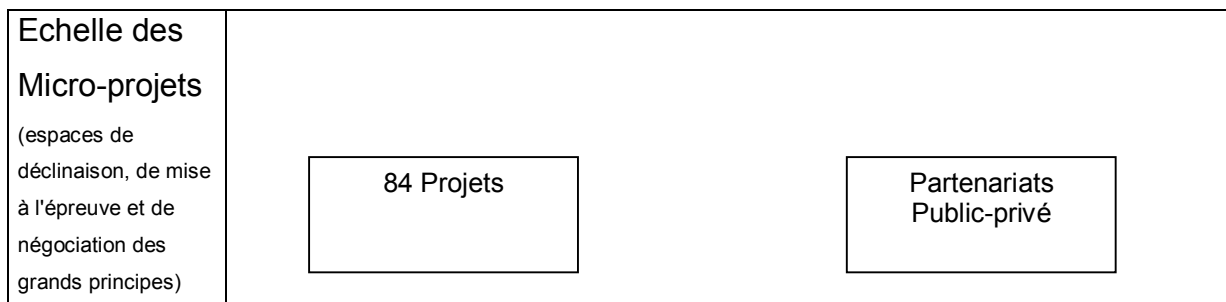 Echelle des
Micro-projets
(espaces de
déclinaison, de mise
à l'épreuve et de
négociation des
grands principes)
84 Projets
Partenariats
Public-privé